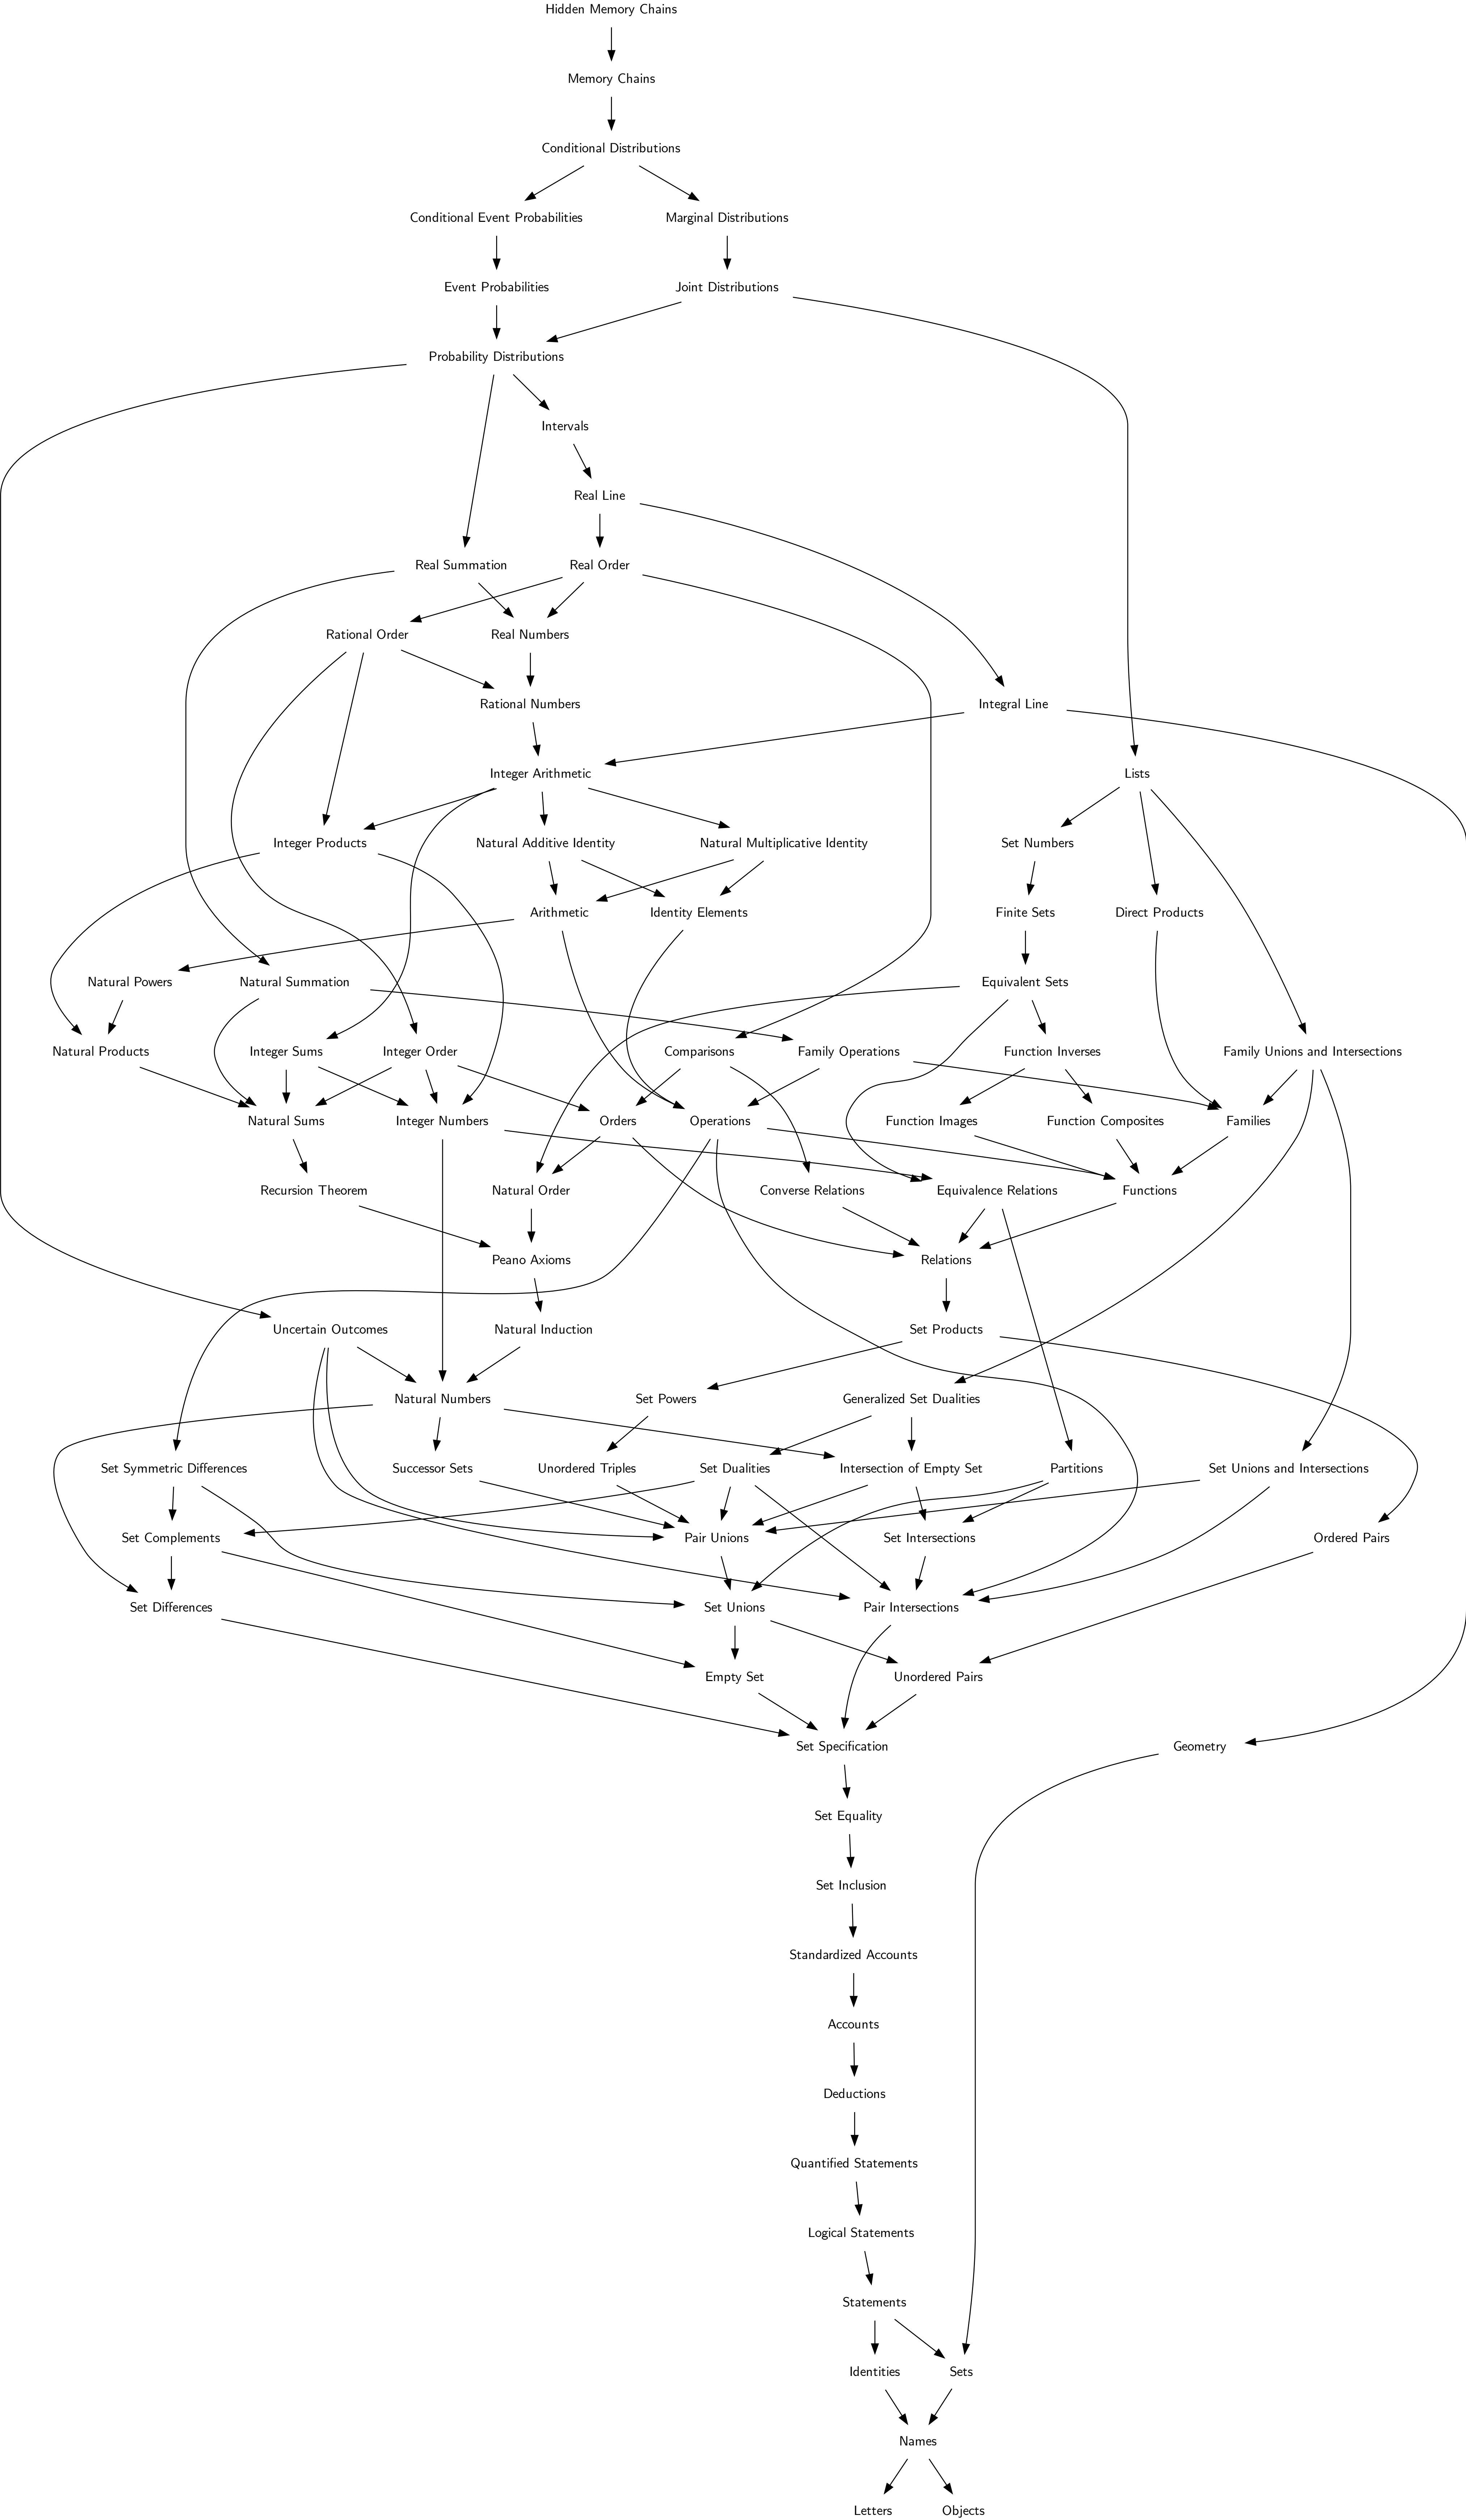 Hidden Memory Chains
Memory Chains
Conditional Distributions
Conditional Event Probabilities
Marginal Distributions
Event Probabilities
Joint Distributions
Probability Distributions
Intervals
Real Line
Real Summation
Real Order
Rational Order
Real Numbers
Rational Numbers
Integral Line
Integer Arithmetic
Lists
Integer Products
Natural Additive Identity
Natural Multiplicative Identity
Set Numbers
Arithmetic
Identity Elements
Finite Sets
Direct Products
Natural Powers
Natural Summation
Equivalent Sets
Natural Products
Integer Sums
Integer Order
Comparisons
Family Operations
Function Inverses
Family Unions and Intersections
Natural Sums
Integer Numbers
Orders
Operations
Function Images
Function Composites
Families
Recursion Theorem
Natural Order
Converse Relations
Equivalence Relations
Functions
Peano Axioms
Relations
Uncertain Outcomes
Natural Induction
Set Products
Natural Numbers
Set Powers
Generalized Set Dualities
Set Symmetric Differences
Successor Sets
Unordered Triples
Set Dualities
Intersection of Empty Set
Partitions
Set Unions and Intersections
Set Complements
Pair Unions
Set Intersections
Ordered Pairs
Set Differences
Set Unions
Pair Intersections
Empty Set
Unordered Pairs
Set Specification
Geometry
Set Equality
Set Inclusion
Standardized Accounts
Accounts
Deductions
Quantified Statements
Logical Statements
Statements
Identities
Sets
Names
Letters
Objects